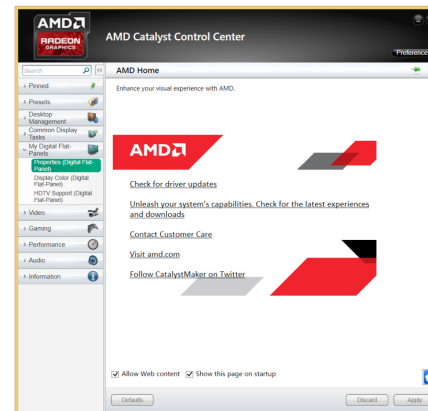 AMD
RADEON
GRAPHICS
AMD Catalyst Control Center
Preference
Search
AMD Home
Pinned
Presets
Desktop
Management
Common Display
Tasks
My Digital Flat-
Panels
Properties (Digital Flat-
Panel)
Display Color (Digital
Flat-Panel)
HDTV Support (Digital
Flat-Panel)
Video
Gaming
Performance
Audio
Information
Enhance your visual experience with AMD.
AMD
Check for driver updates
Unleash your system's capabilities. Check for the latest experiences
and downloads
Contact Customer Care
Visit amd.com
Follow CatalystMaker on Twitter
Allow Web content Show this page on startup
Defaults Discard Apply